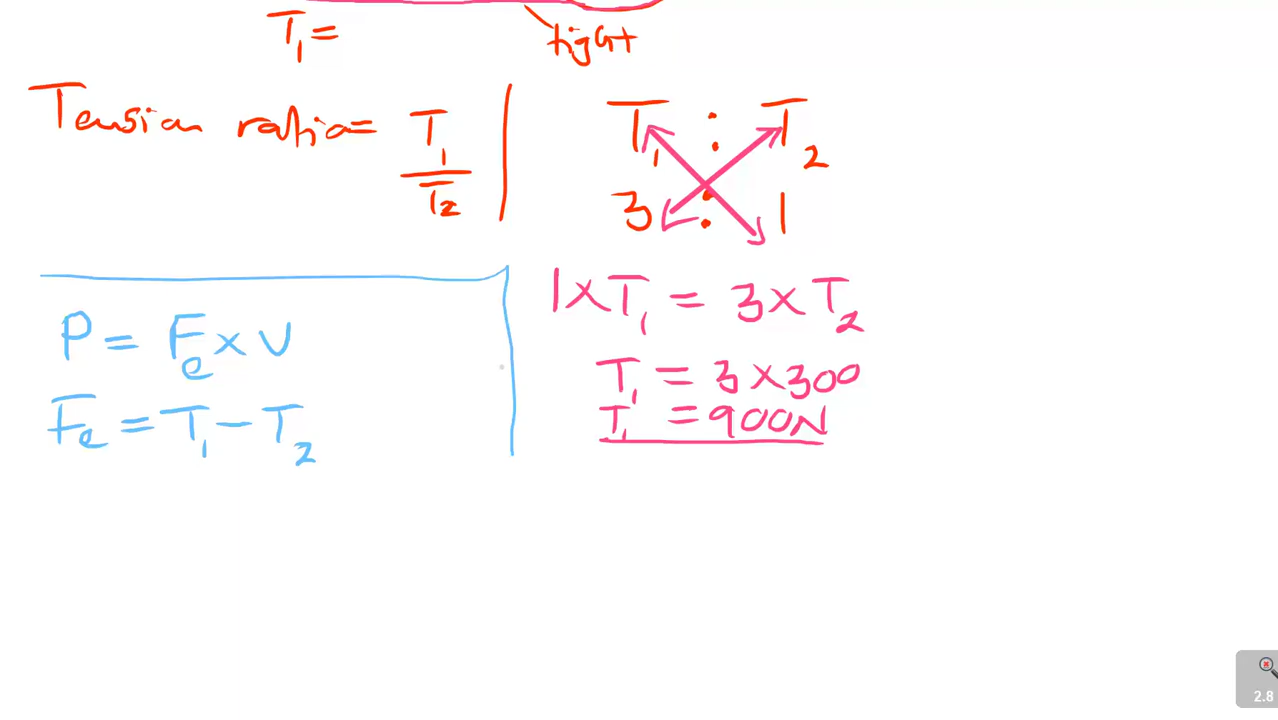 T₁ =
tight
Tension ratio = T₁/T₂
T₁ : T₂
3 : 1
1 × T₁ = 3 × T₂
T₁ = 3 × 300
T₁ = 900N
P = Fe × V
Fe = T₁ − T₂
2.8